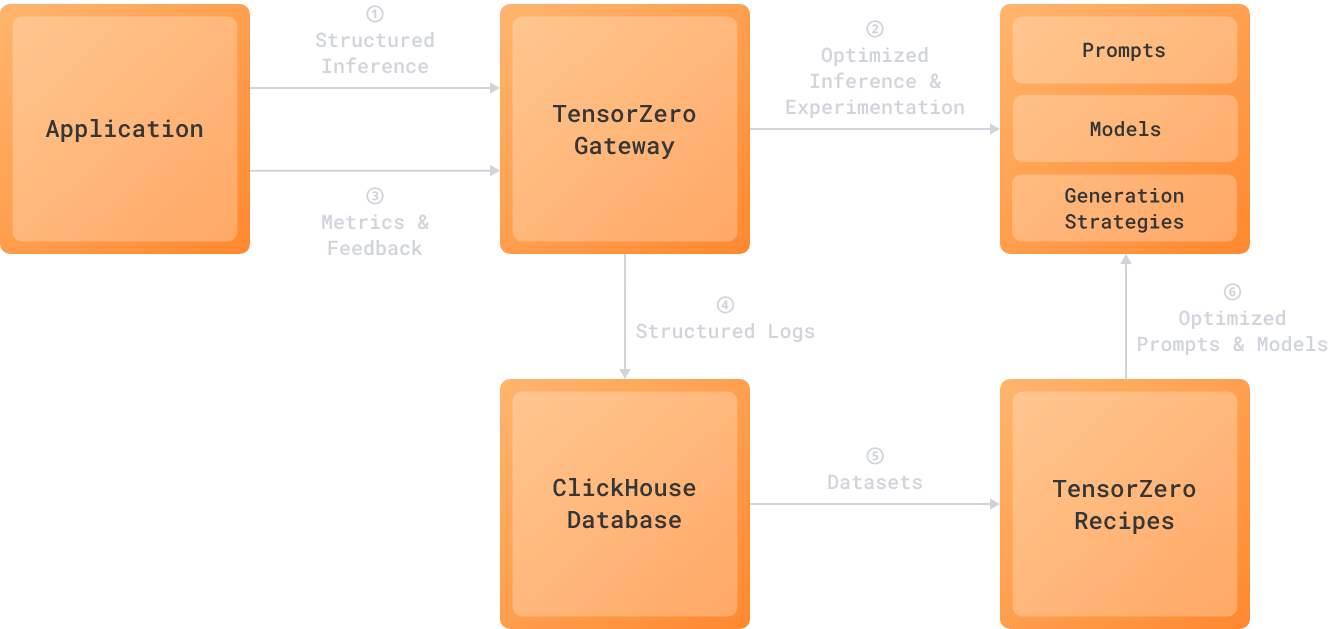 ①
Structured
Inference
②
Optimized
Inference &
Experimentation
Prompts
Models
Generation
Strategies
Application
TensorZero
Gateway
③
Metrics &
Feedback
④
Structured Logs
⑥
Optimized
Prompts & Models
ClickHouse
Database
⑤
Datasets
TensorZero
Recipes